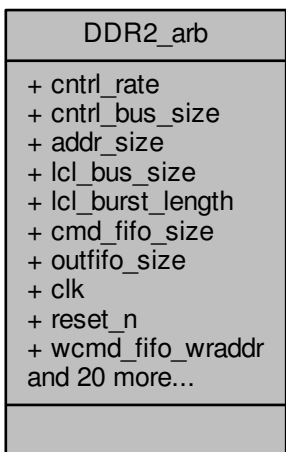 DDR2_arb
+ cntrl_rate
+ cntrl_bus_size
+ addr_size
+ lcl_bus_size
+ lcl_burst_length
+ cmd_fifo_size
+ outfifo_size
+ clk
+ reset_n
+ wcmd_fifo_wraddr
and 20 more...